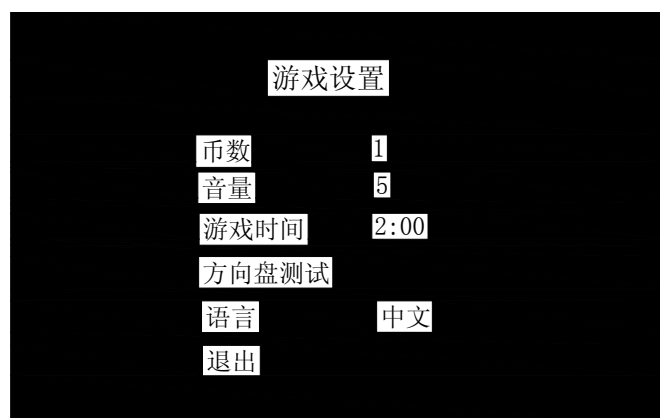 游戏设置
币数 1
音量 5
游戏时间 2:00
方向盘测试
语言 中文
退出